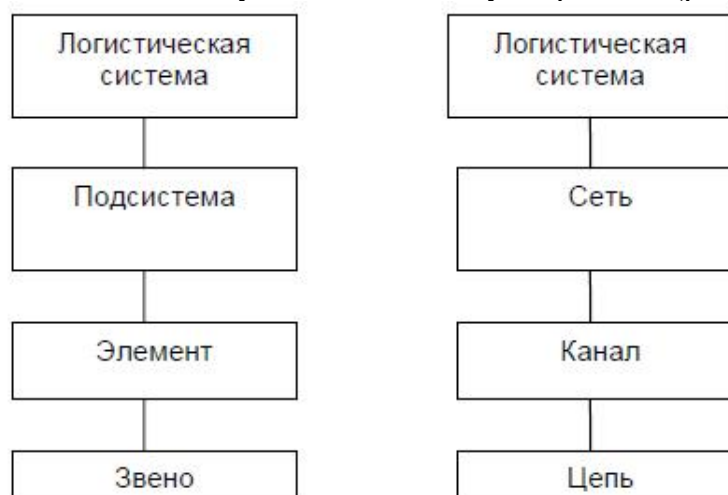 Логистическая
система
Подсистема
Элемент
Звено
Логистическая
система
Сеть
Канал
Цепь